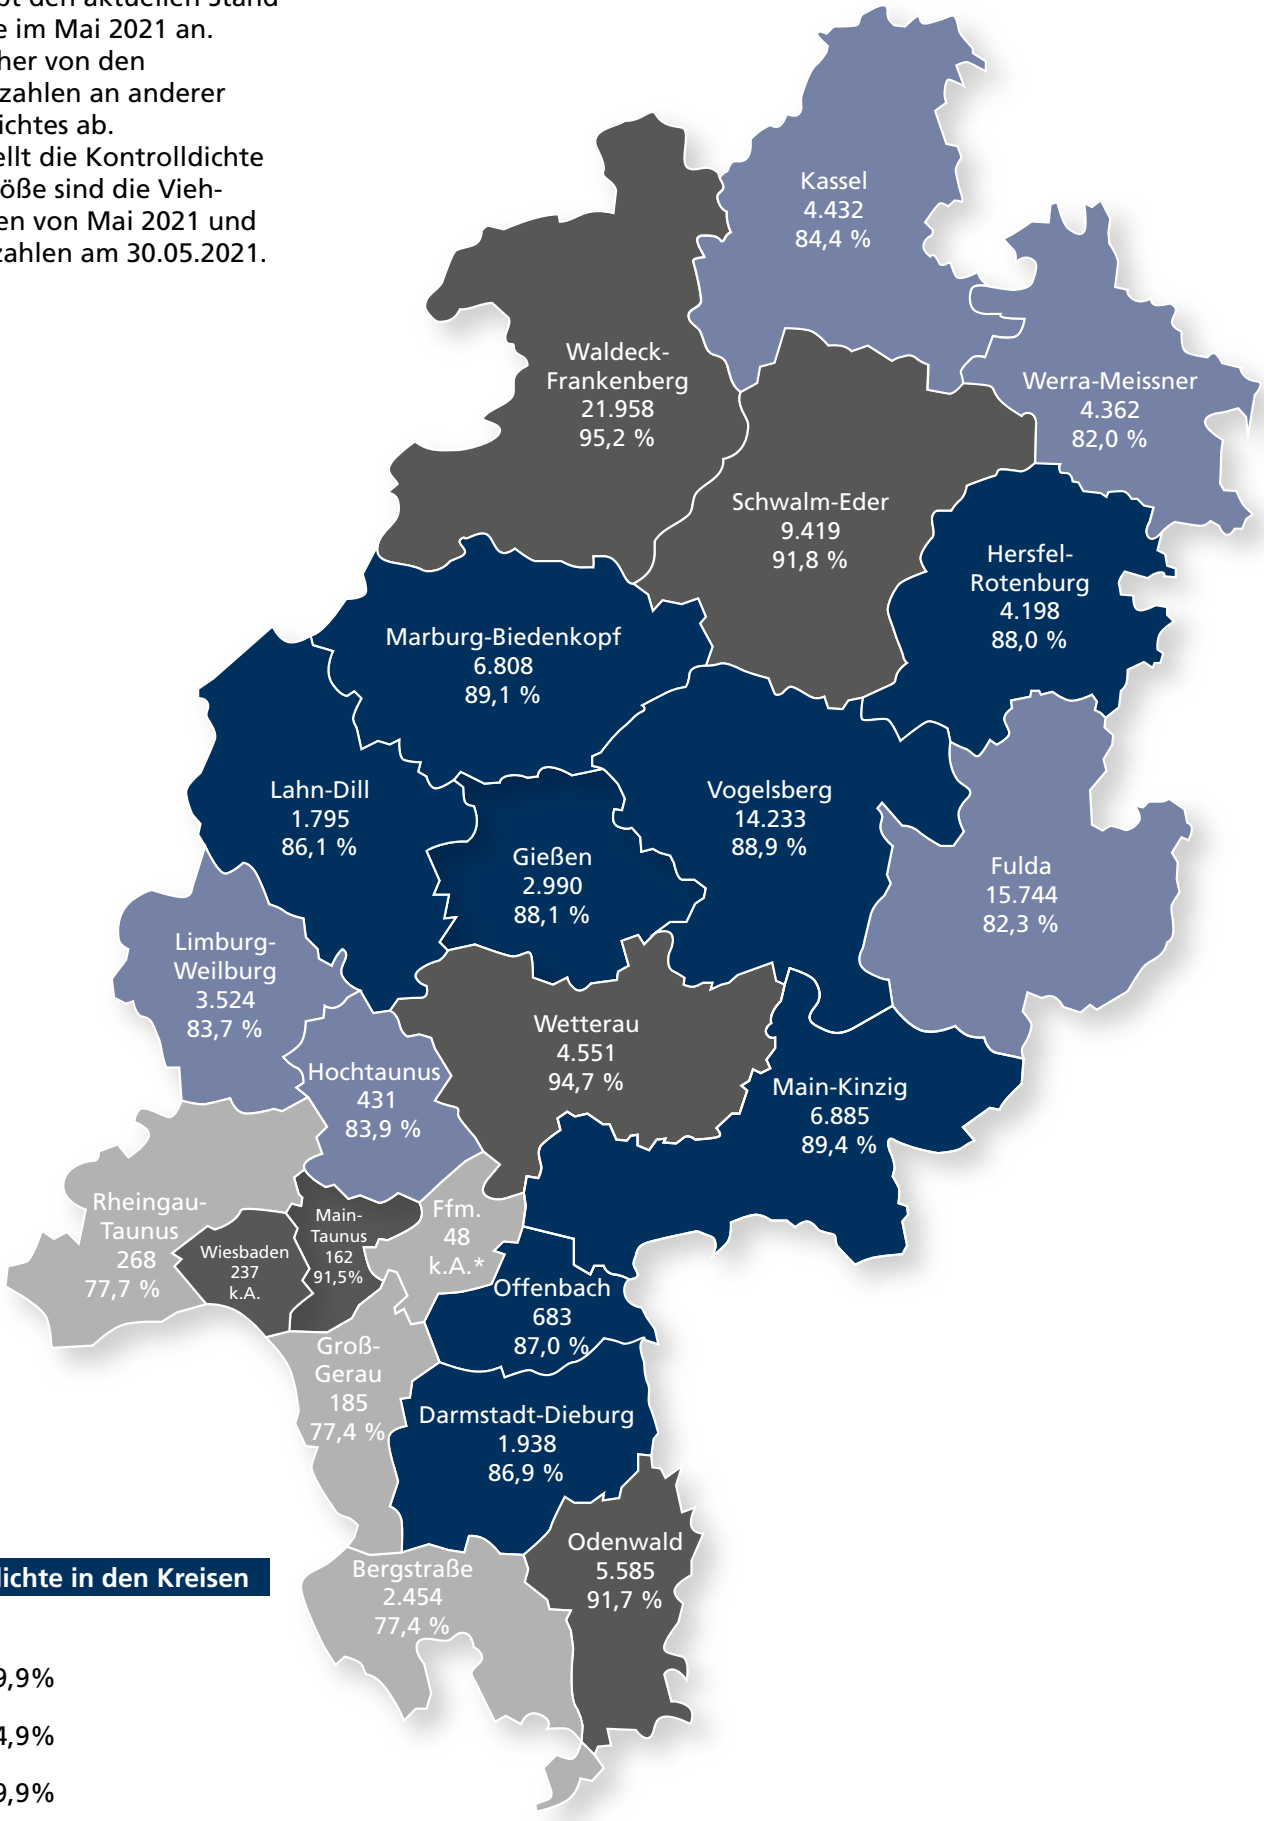 den aktuellen Stand
im Mai 2021 an.
von den
zahlen an anderer
ab.
die Kontrolldichte
sind die Vieh-
von Mai 2021 und
zahlen am 30.05.2021.
Kassel
4.432
84,4 %
Werra-Meissner
4.362
82,0 %
Waldeck-
Frankenberg
21.958
95,2 %
Schwalm-Eder
9.419
91,8 %
Hersfel-
Rotenburg
4.198
88,0 %
Marburg-Biedenkopf
6.808
89,1 %
Lahn-Dill
1.795
86,1 %
Gießen
2.990
88,1 %
Vogelsberg
14.233
88,9 %
Fulda
15.744
82,3 %
Limburg-
Weilburg
3.524
83,7 %
Hochtaunus
431
83,9 %
Wetterau
4.551
94,7 %
Main-Kinzig
6.885
89,4 %
Rheingau-
Taunus
268
77,7 %
Wiesbaden
237
k.A.
Main-
Taunus
162
91,5%
Ffm.
48
k.A.*
Offenbach
683
87,0 %
Groß-
Gerau
185
77,4 %
Darmstadt-Dieburg
1.938
86,9 %
Odenwald
5.585
91,7 %
Bergstraße
2.454
77,4 %
ichte in den Kreisen
9,9%
4,9%
9,9%